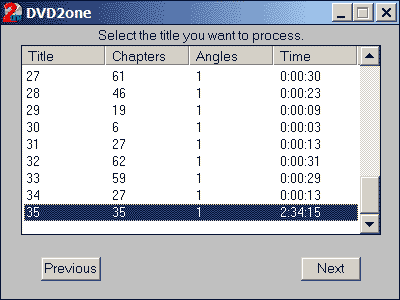 DVD2one
Select the title you want to process.
Title Chapters Angles Time
27 61 1 0:00:30
28 46 1 0:00:23
29 19 1 0:00:09
30 6 1 0:00:03
31 27 1 0:00:13
32 62 1 0:00:31
33 59 1 0:00:29
34 27 1 0:00:13
35 35 1 2:34:15
Previous Next